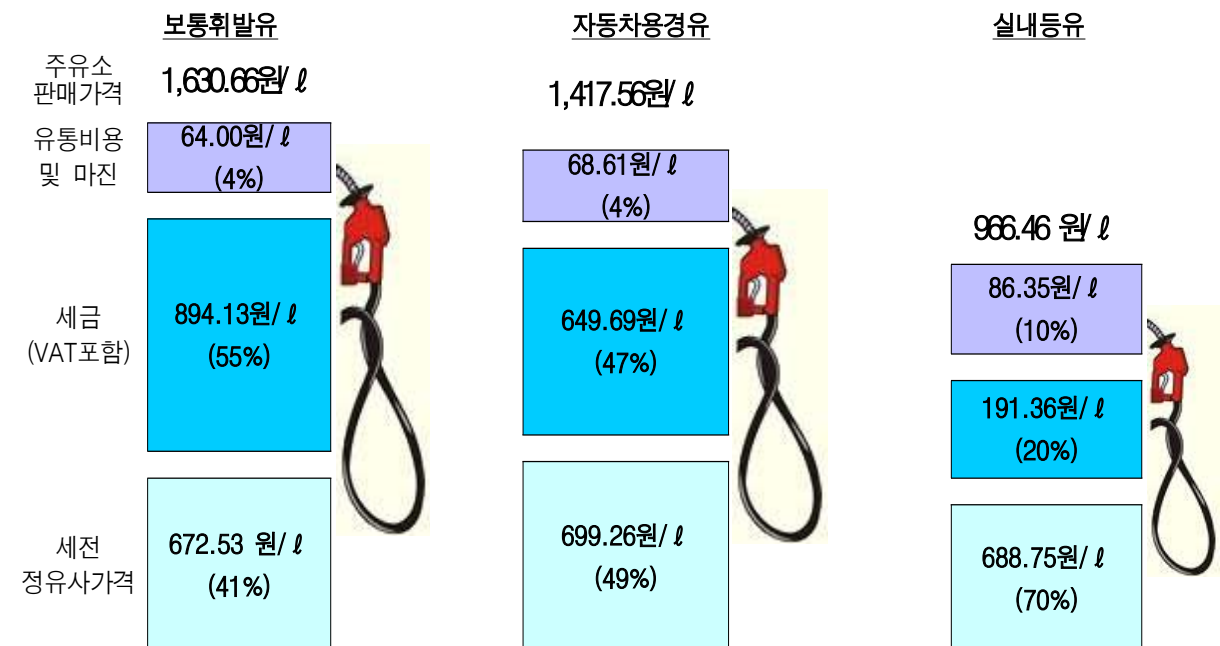 보통휘발유
자동차용경유
실내등유
주유소
판매가격
1,630.66원/ℓ
1,417.56원/ℓ
966.46 원/ℓ
유통비용
및 마진
64.00원/ℓ
(4%)
68.61원/ℓ
(4%)
86.35원/ℓ
(10%)
세금
(VAT포함)
894.13원/ℓ
(55%)
649.69원/ℓ
(47%)
191.36원/ℓ
(20%)
세전
정유사가격
672.53 원/ℓ
(41%)
699.26원/ℓ
(49%)
688.75원/ℓ
(70%)